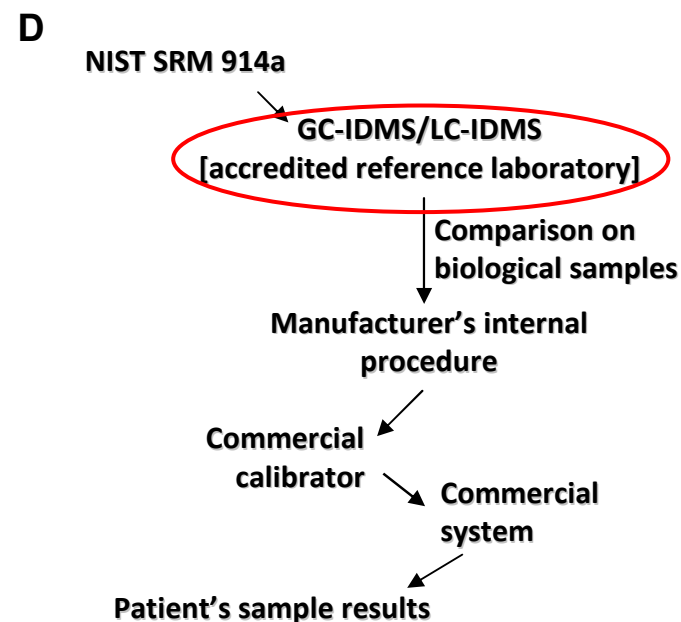 D
NIST SRM 914a
GC-IDMS/LC-IDMS
[accredited reference laboratory]
Comparison on
biological samples
Manufacturer’s internal
procedure
Commercial
calibrator
Commercial
system
Patient’s sample results